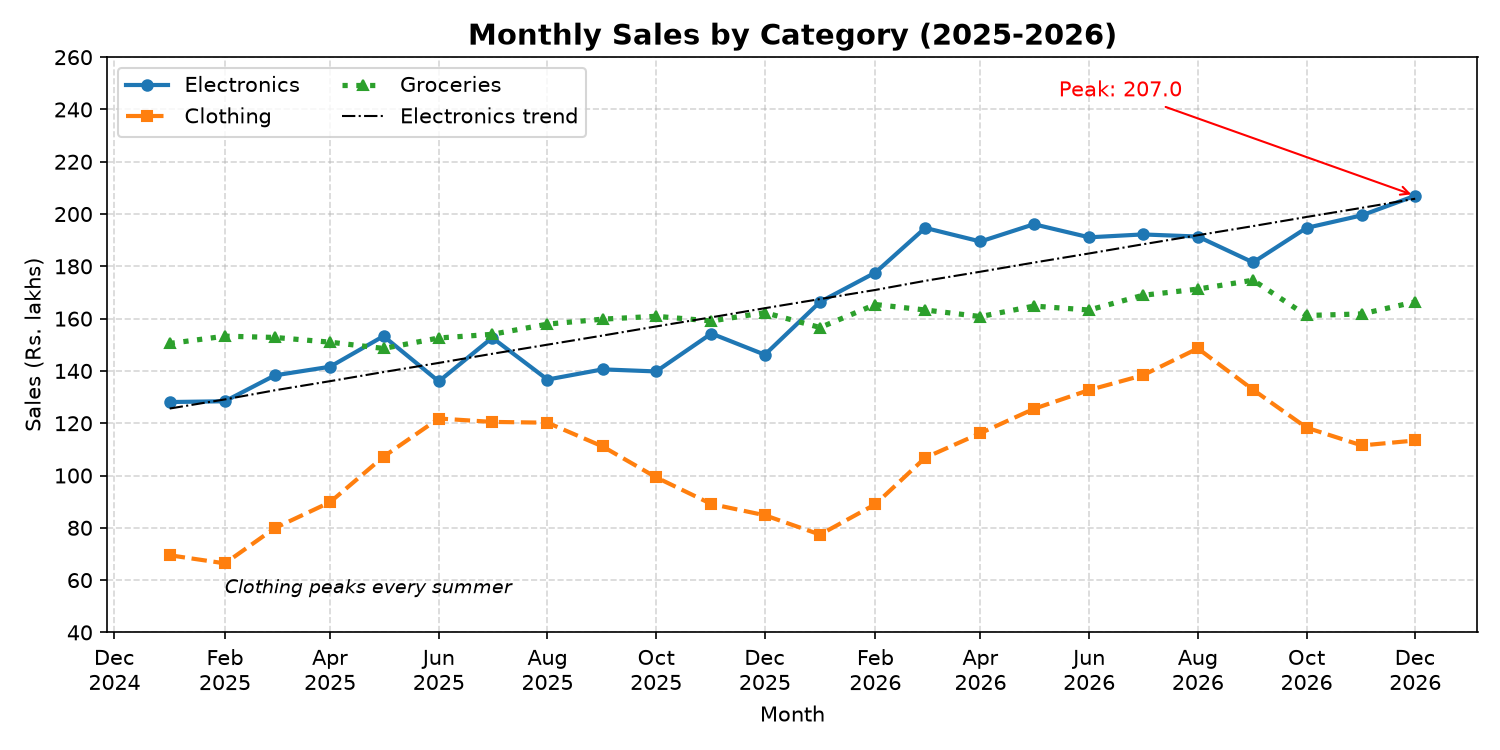 Monthly Sales by Category (2025-2026)
Electronics
Clothing
Groceries
Electronics trend
Peak: 207.0
Clothing peaks every summer
Sales (Rs. lakhs)
260
240
220
200
180
160
140
120
100
80
60
40
Dec Feb Apr Jun Aug Oct Dec Feb Apr Jun Aug Oct Dec
2024 2025 2025 2025 2025 2025 2025 2026 2026 2026 2026 2026 2026
Month